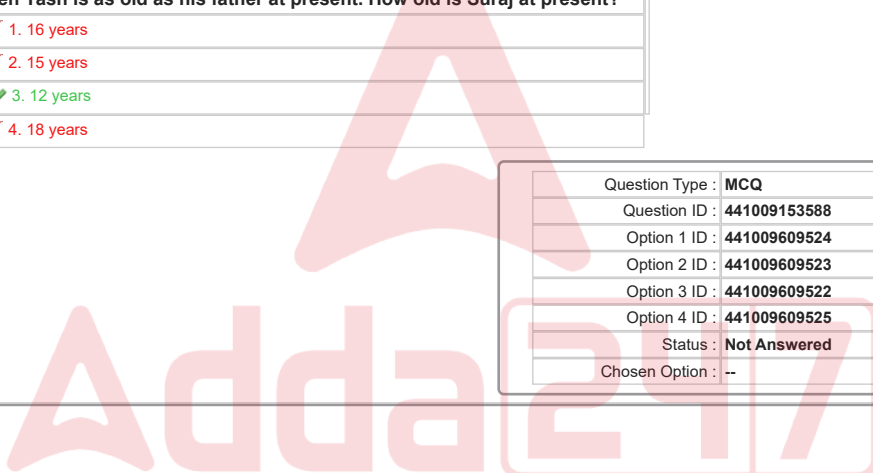 en Yash is as old as his father at present. How old is Suraj at present?
1. 16 years
2. 15 years
3. 12 years
4. 18 years
Question Type : MCQ
Question ID : 441009153588
Option 1 ID : 441009609524
Option 2 ID : 441009609523
Option 3 ID : 441009609522
Option 4 ID : 441009609525
Status : Not Answered
Chosen Option : --
Adda247